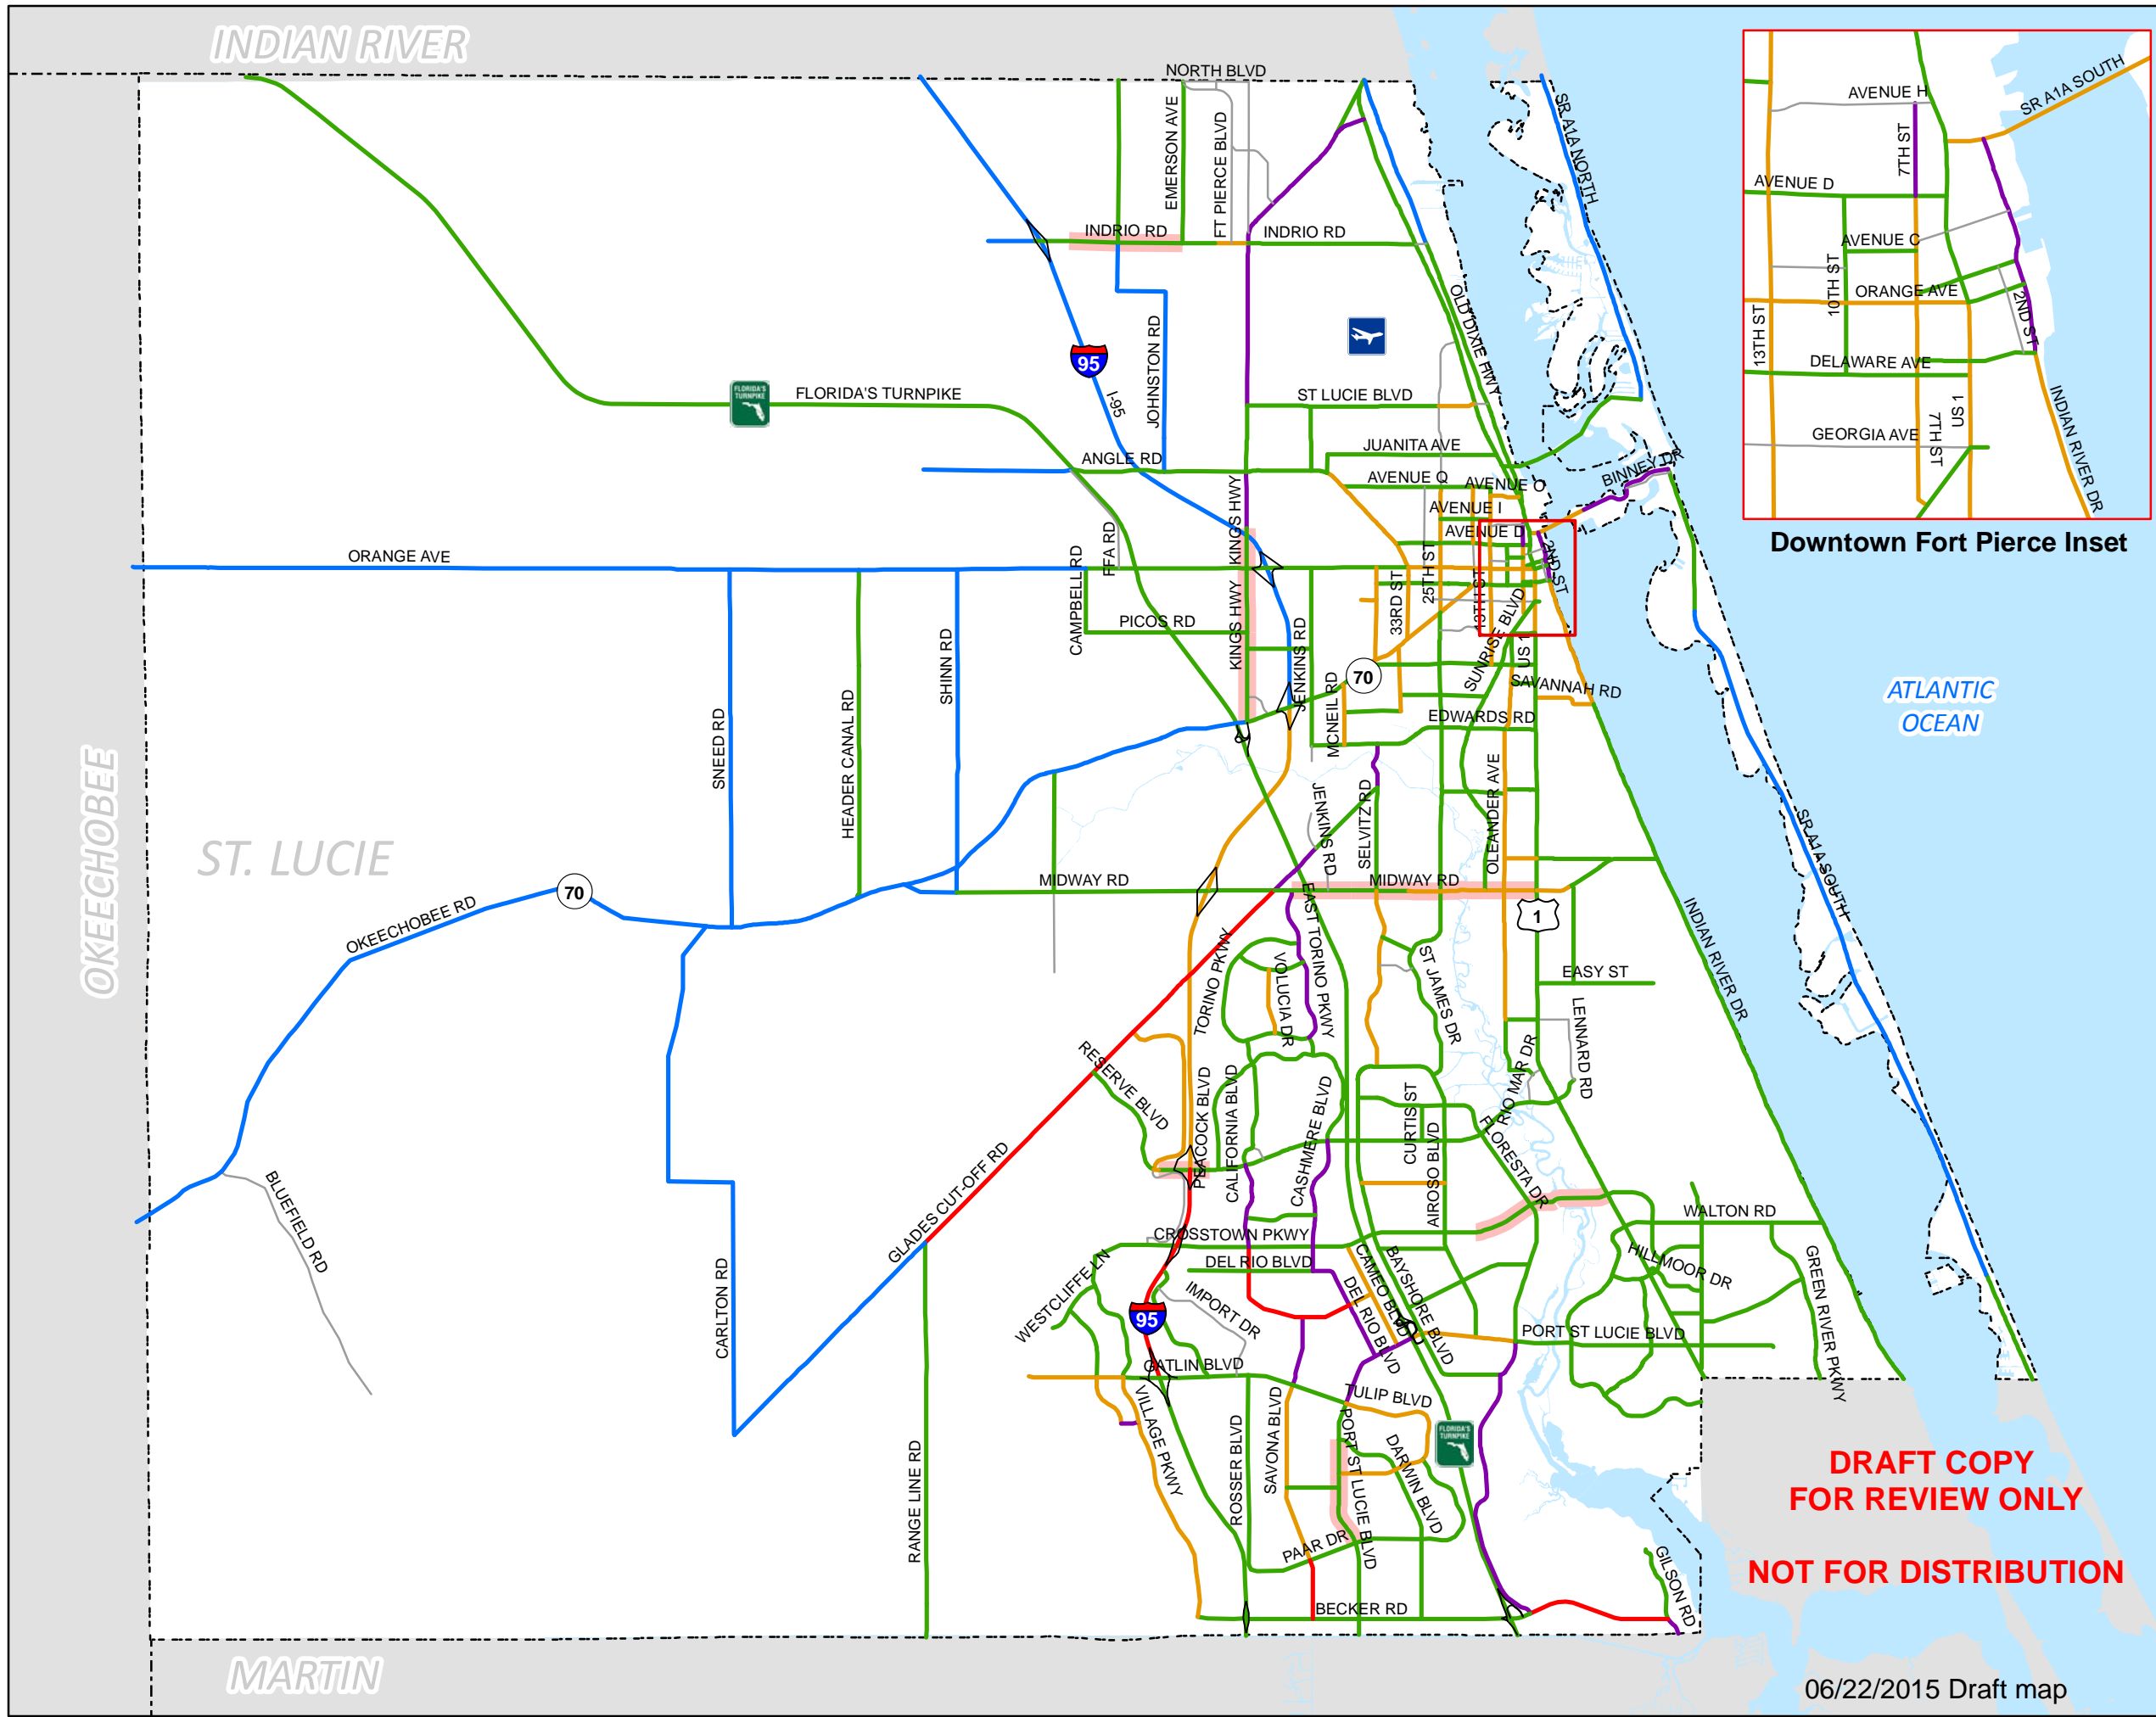 INDIAN RIVER
NORTH BLVD
EMERSON AVE
FT PIERCE BLVD
INDRIO RD
INDRIO RD
SR A1A NORTH
OLD DIXIE HWY
JOHNSTON RD
95
I-95
FLORIDA'S
TURNPIKE
FLORIDA'S TURNPIKE
ST LUCIE BLVD
JUANITA AVE
ANGLE RD
AVENUE Q
AVENUE O
BINNEY DR
AVENUE I
AVENUE D
KINGS HWY
KINGS HWY
FFA RD
CAMPBELL RD
ORANGE AVE
25TH ST
13TH ST
2ND ST
33RD ST
PICOS RD
SUNRISE BLVD
US 1
JENKINS RD
MCNEIL RD
70
SAVANNAH RD
EDWARDS RD
SNEED RD
HEADER CANAL RD
SHINN RD
OKEECHOBEE
ST. LUCIE
JENKINS RD
SELVITZ RD
OLEANDER AVE
MIDWAY RD
MIDWAY RD
70
OKEECHOBEE RD
1
EAST TORINO PKWY
TORINO PKWY
VOLUCIA DR
ST JAMES DR
EASY ST
LENNARD RD
INDIAN RIVER DR
SR A1A SOUTH
ATLANTIC
OCEAN
RESERVE BLVD
PEACOCK BLVD
CALIFORNIA BLVD
CASHMERE BLVD
CURTIS ST
AIROSO BLVD
RIO MAR DR
FLORESTA DR
BLUEFIELD RD
GLADES CUT-OFF RD
CARLTON RD
CROSSTOWN PKWY
WALTON RD
WESTCLIFFE LN
DEL RIO BLVD
HILLMOOR DR
GREEN RIVER PKWY
95
IMPORT DR
DEL RIO BLVD
CAMEO BLVD
BAYSHORE BLVD
PORT ST LUCIE BLVD
GATLIN BLVD
VILLAGE PKWY
TULIP BLVD
RANGE LINE RD
ROSSER BLVD
SAVONA BLVD
PORT ST LUCIE BLVD
DARWIN BLVD
FLORIDA'S
TURNPIKE
PAAR DR
BECKER RD
GILSON RD
MARTIN
AVENUE H
SR A1A SOUTH
7TH ST
AVENUE D
AVENUE C
10TH ST
ORANGE AVE
13TH ST
2ND ST
DELAWARE AVE
US 1
7TH ST
GEORGIA AVE
INDIAN RIVER DR
Downtown Fort Pierce Inset
DRAFT COPY
FOR REVIEW ONLY
NOT FOR DISTRIBUTION
06/22/2015 Draft map